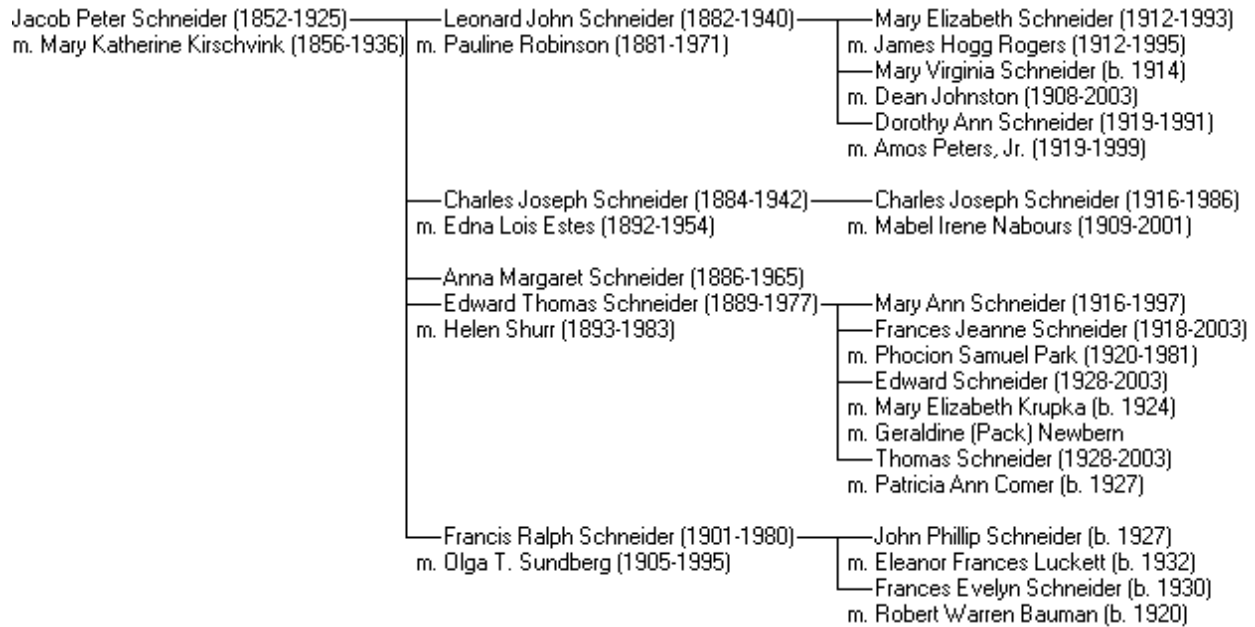 Jacob Peter Schneider (1852-1925)
m. Mary Katherine Kirschvink (1856-1936)
Leonard John Schneider (1882-1940)
m. Pauline Robinson (1881-1971)
Mary Elizabeth Schneider (1912-1993)
m. James Hogg Rogers (1912-1995)
Mary Virginia Schneider (b. 1914)
m. Dean Johnston (1908-2003)
Dorothy Ann Schneider (1919-1991)
m. Amos Peters, Jr. (1919-1999)
Charles Joseph Schneider (1884-1942)
m. Edna Lois Estes (1892-1954)
Charles Joseph Schneider (1916-1986)
m. Mabel Irene Nabours (1909-2001)
Anna Margaret Schneider (1886-1965)
Edward Thomas Schneider (1889-1977)
m. Helen Shurr (1893-1983)
Mary Ann Schneider (1916-1997)
Frances Jeanne Schneider (1918-2003)
m. Phocion Samuel Park (1920-1981)
Edward Schneider (1928-2003)
m. Mary Elizabeth Krupka (b. 1924)
m. Geraldine (Pack) Newbern
Thomas Schneider (1928-2003)
m. Patricia Ann Comer (b. 1927)
Francis Ralph Schneider (1901-1980)
m. Olga T. Sundberg (1905-1995)
John Phillip Schneider (b. 1927)
m. Eleanor Frances Luckett (b. 1932)
Frances Evelyn Schneider (b. 1930)
m. Robert Warren Bauman (b. 1920)